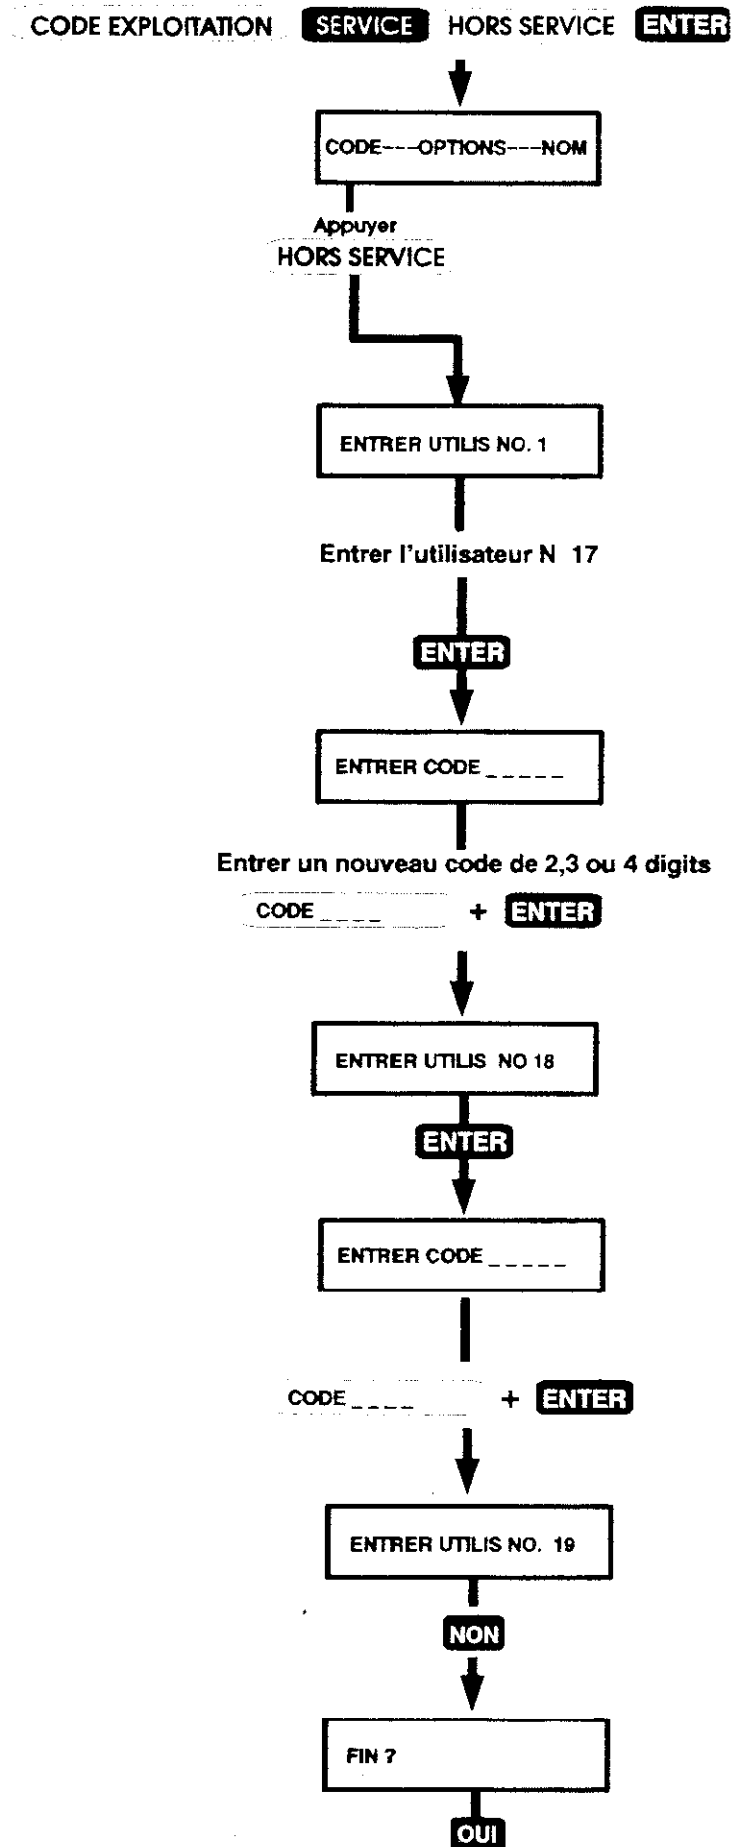 CODE EXPLOITATION SERVICE HORS SERVICE ENTER
CODE---OPTIONS---NOM
Appuyer
HORS SERVICE
ENTRER UTILIS NO. 1
Entrer l'utilisateur N 17
ENTER
ENTRER CODE _ _ _ _ _
Entrer un nouveau code de 2,3 ou 4 digits
CODE _ _ _ _ + ENTER
ENTRER UTILIS NO 18
ENTER
ENTRER CODE _ _ _ _ _
CODE _ _ _ _ + ENTER
ENTRER UTILIS NO. 19
NON
FIN ?
OUI